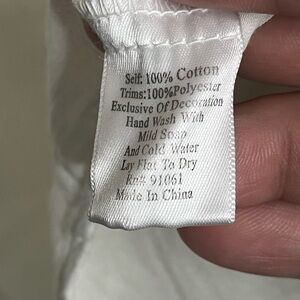 Self: 100% Cotton
Trims:100%Polyester
Exclusive Of Decoration
Hand Wash With
Mild Soap
And Cold Water
Lay Flat To Dry
Rn# 91061
Made In China